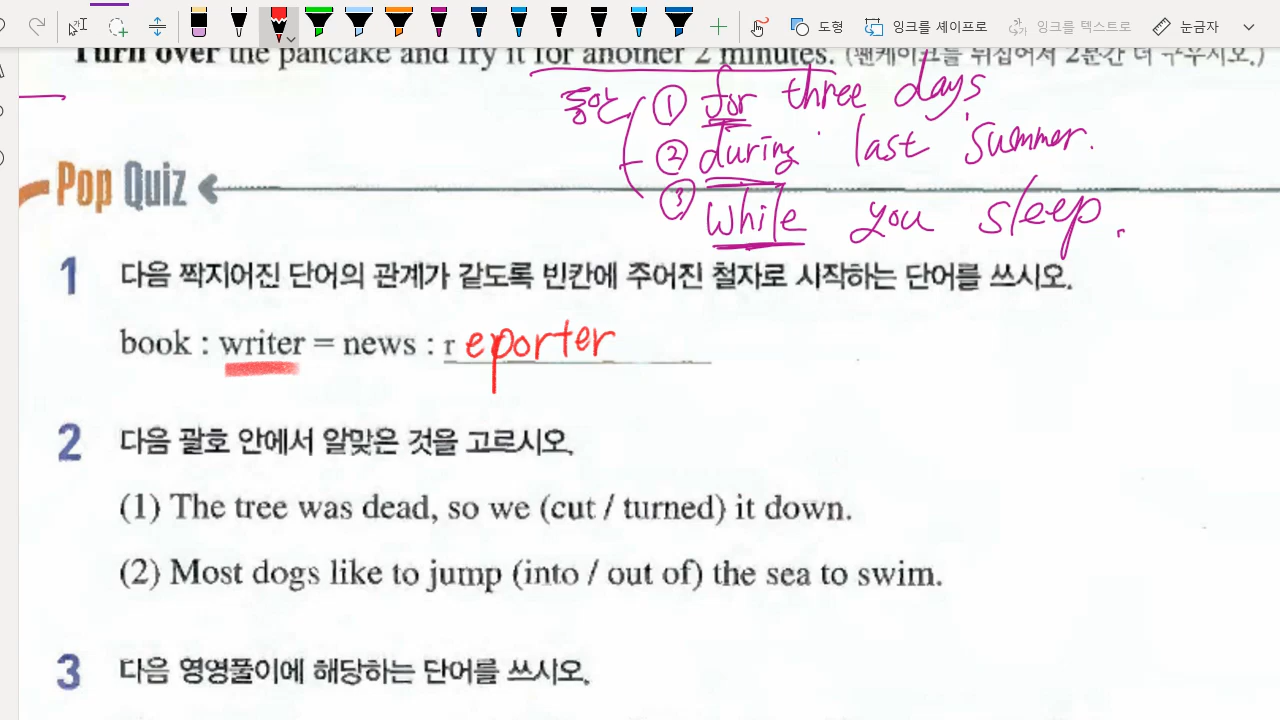 도형
잉크를 셰이프로
잉크를 텍스트로
눈금자
Turn over the pancake and fry it for another 2 minutes. (팬케이크를 뒤집어서 2분간 더 구우시오.)
동안 ① for three days
② during last summer.
③ while you sleep.
Pop Quiz
1 다음 짝지어진 단어의 관계가 같도록 빈칸에 주어진 철자로 시작하는 단어를 쓰시오.
book : writer = news : reporter
2 다음 괄호 안에서 알맞은 것을 고르시오.
(1) The tree was dead, so we (cut / turned) it down.
(2) Most dogs like to jump (into / out of) the sea to swim.
3 다음 영영풀이에 해당하는 단어를 쓰시오.